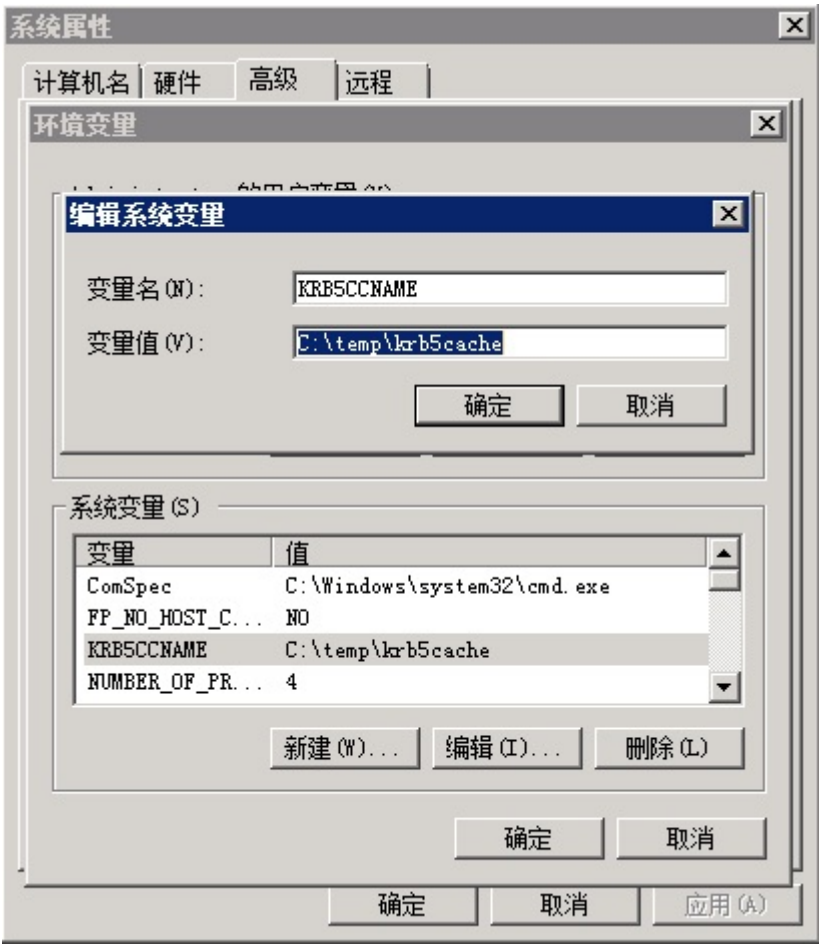 系统属性
计算机名 硬件 高级 远程
环境变量
编辑系统变量
变量名(N): KRB5CCNAME
变量值(V): C:\temp\krb5cache
确定 取消
系统变量(S)
变量 值
ComSpec C:\Windows\system32\cmd.exe
FP_NO_HOST_C... NO
KRB5CCNAME C:\temp\krb5cache
NUMBER_OF_PR... 4
新建(W)... 编辑(I)... 删除(L)
确定 取消
确定 取消 应用(A)